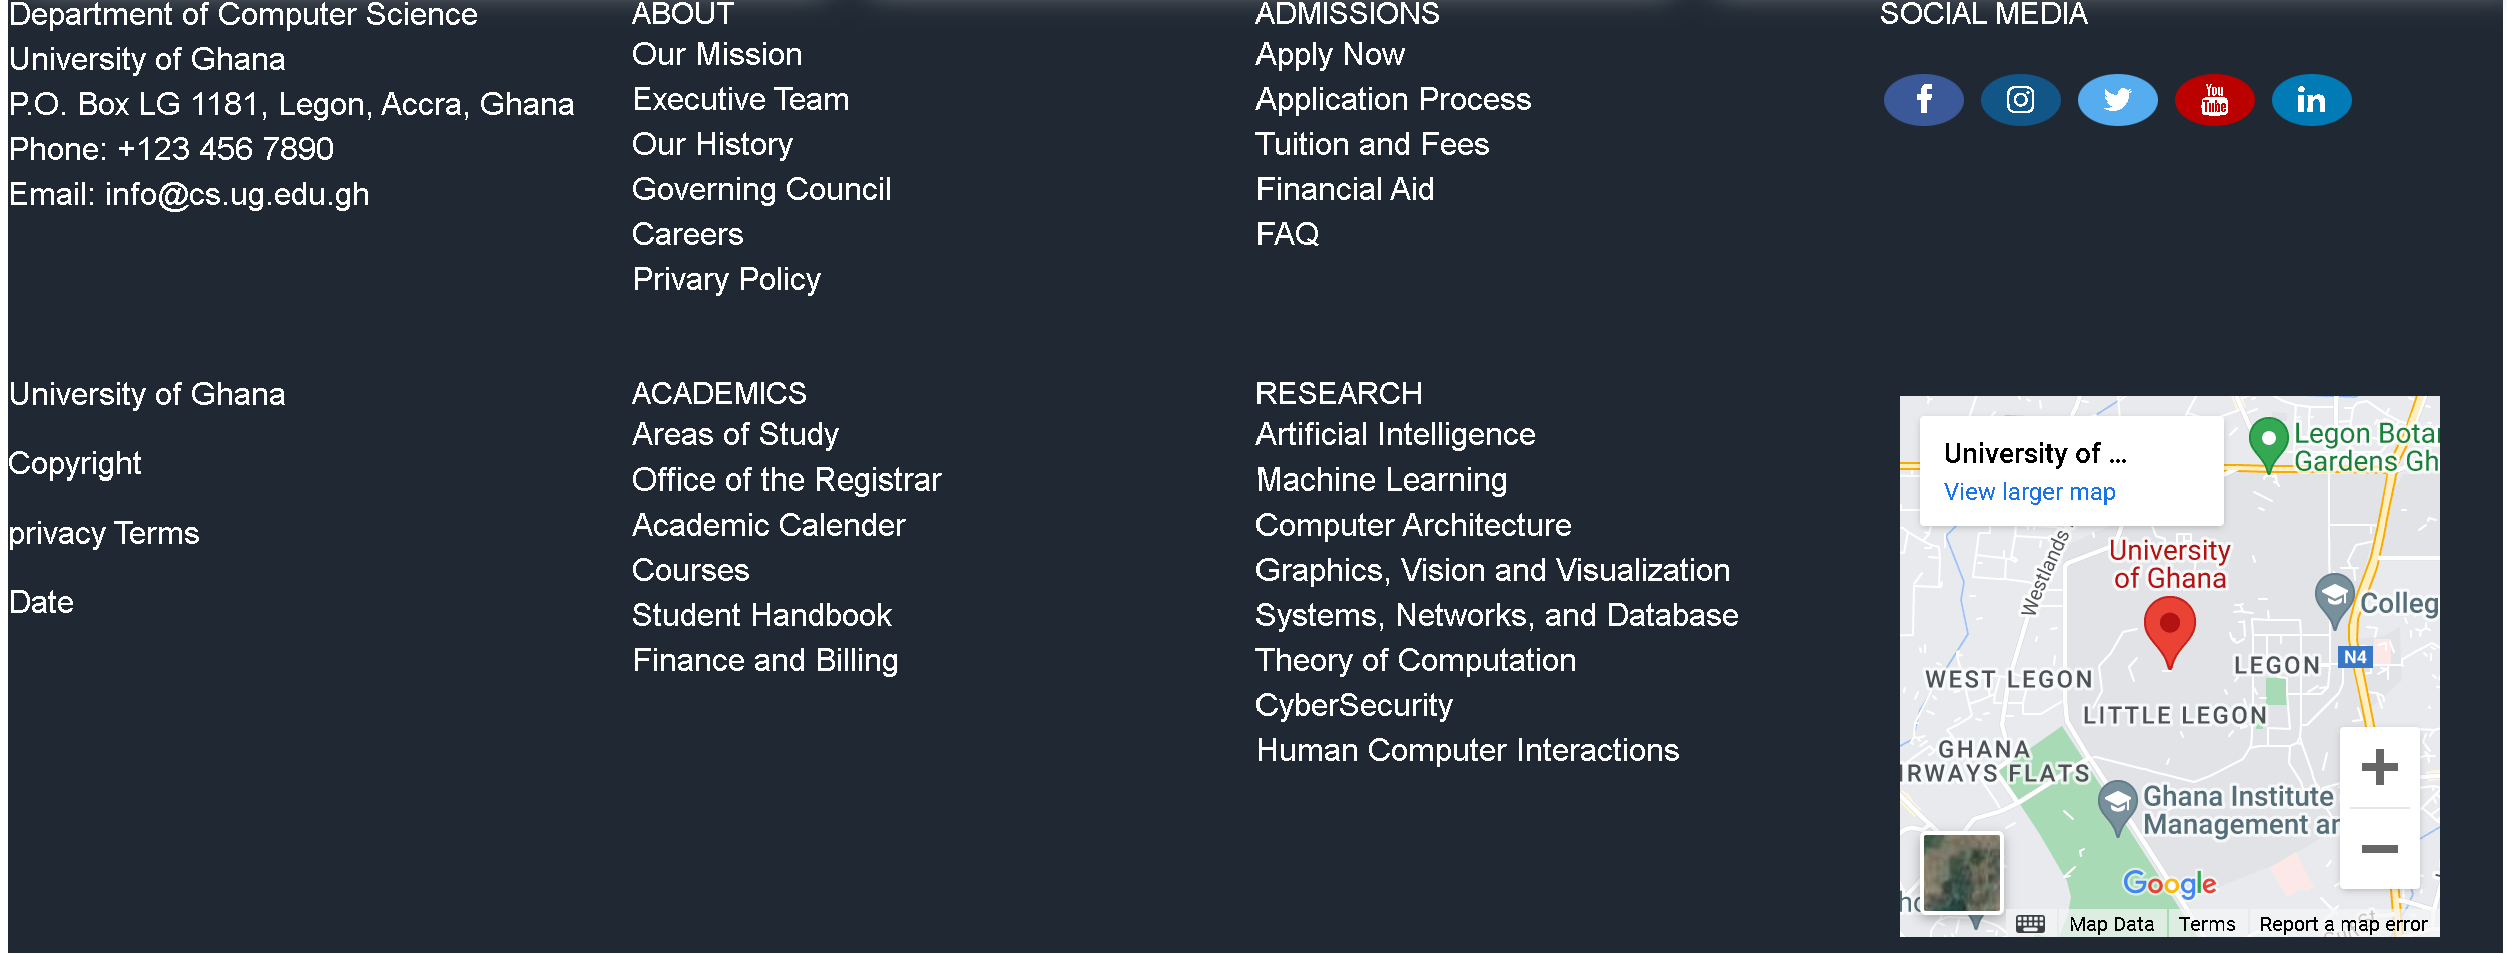 Department of Computer Science
University of Ghana
P.O. Box LG 1181, Legon, Accra, Ghana
Phone: +123 456 7890
Email: info@cs.ug.edu.gh
ABOUT
Our Mission
Executive Team
Our History
Governing Council
Careers
Privary Policy
ADMISSIONS
Apply Now
Application Process
Tuition and Fees
Financial Aid
FAQ
SOCIAL MEDIA
You
Tube
University of Ghana
Copyright
privacy Terms
Date
ACADEMICS
Areas of Study
Office of the Registrar
Academic Calender
Courses
Student Handbook
Finance and Billing
RESEARCH
Artificial Intelligence
Machine Learning
Computer Architecture
Graphics, Vision and Visualization
Systems, Networks, and Database
Theory of Computation
CyberSecurity
Human Computer Interactions
University of ...
View larger map
Legon Bota
Gardens Gh
Westlands
University
of Ghana
Colleg
N4
LEGON
WEST LEGON
LITTLE LEGON
GHANA
IRWAYS FLATS
Ghana Institute
Management an
Google
Map Data
Terms
Report a map error